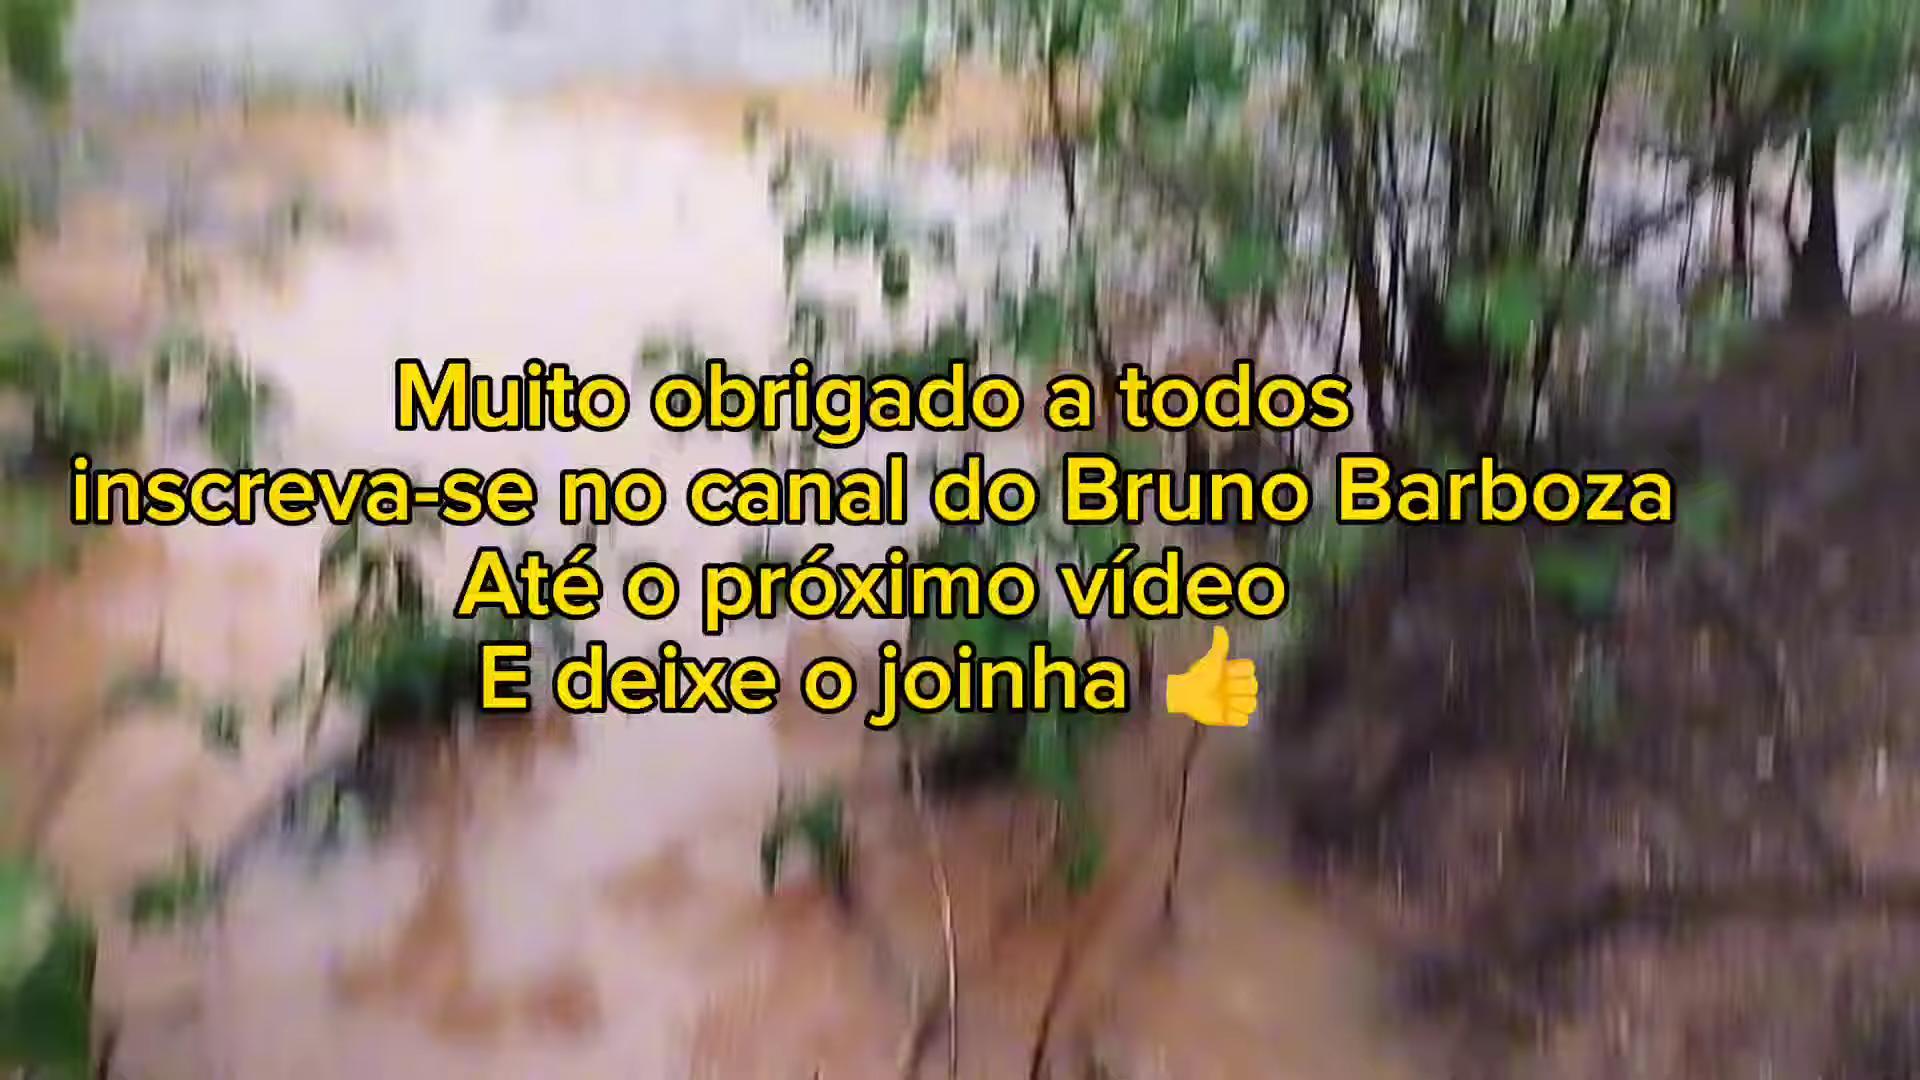 Muito obrigado a todos
inscreva-se no canal do Bruno Barboza
Até o próximo vídeo
E deixe o joinha 👍